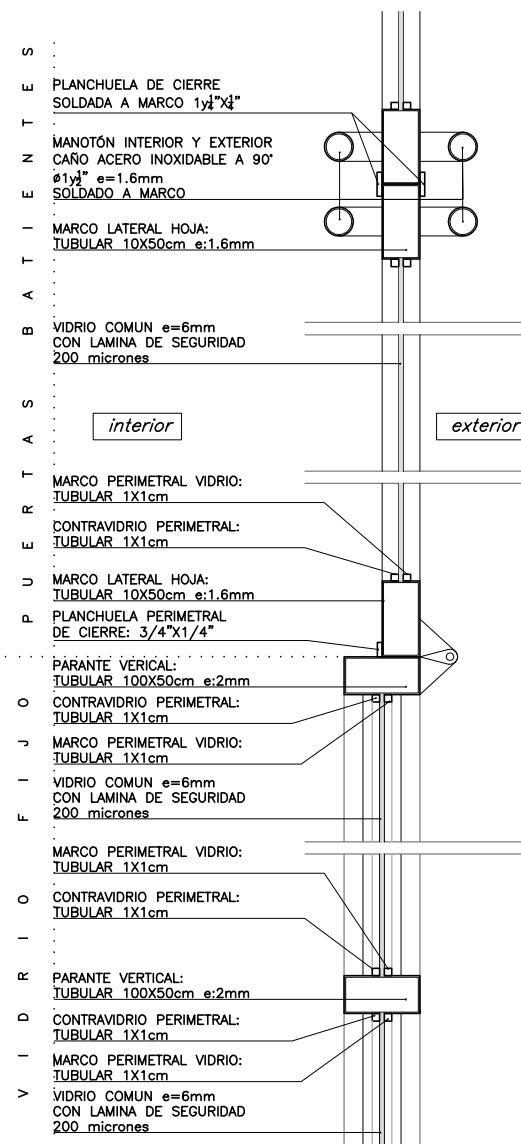 PUERTAS BATIENTES
PLANCHUELA DE CIERRE
SOLDADA A MARCO 1y¼"X¼"
MANOTÓN INTERIOR Y EXTERIOR
CAÑO ACERO INOXIDABLE A 90°
ø1y½" e=1.6mm
SOLDADO A MARCO
MARCO LATERAL HOJA:
TUBULAR 10X50cm e:1.6mm
VIDRIO COMUN e=6mm
CON LAMINA DE SEGURIDAD
200 micrones
interior
exterior
MARCO PERIMETRAL VIDRIO:
TUBULAR 1X1cm
CONTRAVIDRIO PERIMETRAL:
TUBULAR 1X1cm
MARCO LATERAL HOJA:
TUBULAR 10X50cm e:1.6mm
PLANCHUELA PERIMETRAL
DE CIERRE: 3/4"X1/4"
VIDRIO FIJO
PARANTE VERICAL:
TUBULAR 100X50cm e:2mm
CONTRAVIDRIO PERIMETRAL:
TUBULAR 1X1cm
MARCO PERIMETRAL VIDRIO:
TUBULAR 1X1cm
VIDRIO COMUN e=6mm
CON LAMINA DE SEGURIDAD
200 micrones
MARCO PERIMETRAL VIDRIO:
TUBULAR 1X1cm
CONTRAVIDRIO PERIMETRAL:
TUBULAR 1X1cm
PARANTE VERTICAL:
TUBULAR 100X50cm e:2mm
CONTRAVIDRIO PERIMETRAL:
TUBULAR 1X1cm
MARCO PERIMETRAL VIDRIO:
TUBULAR 1X1cm
VIDRIO COMUN e=6mm
CON LAMINA DE SEGURIDAD
200 micrones